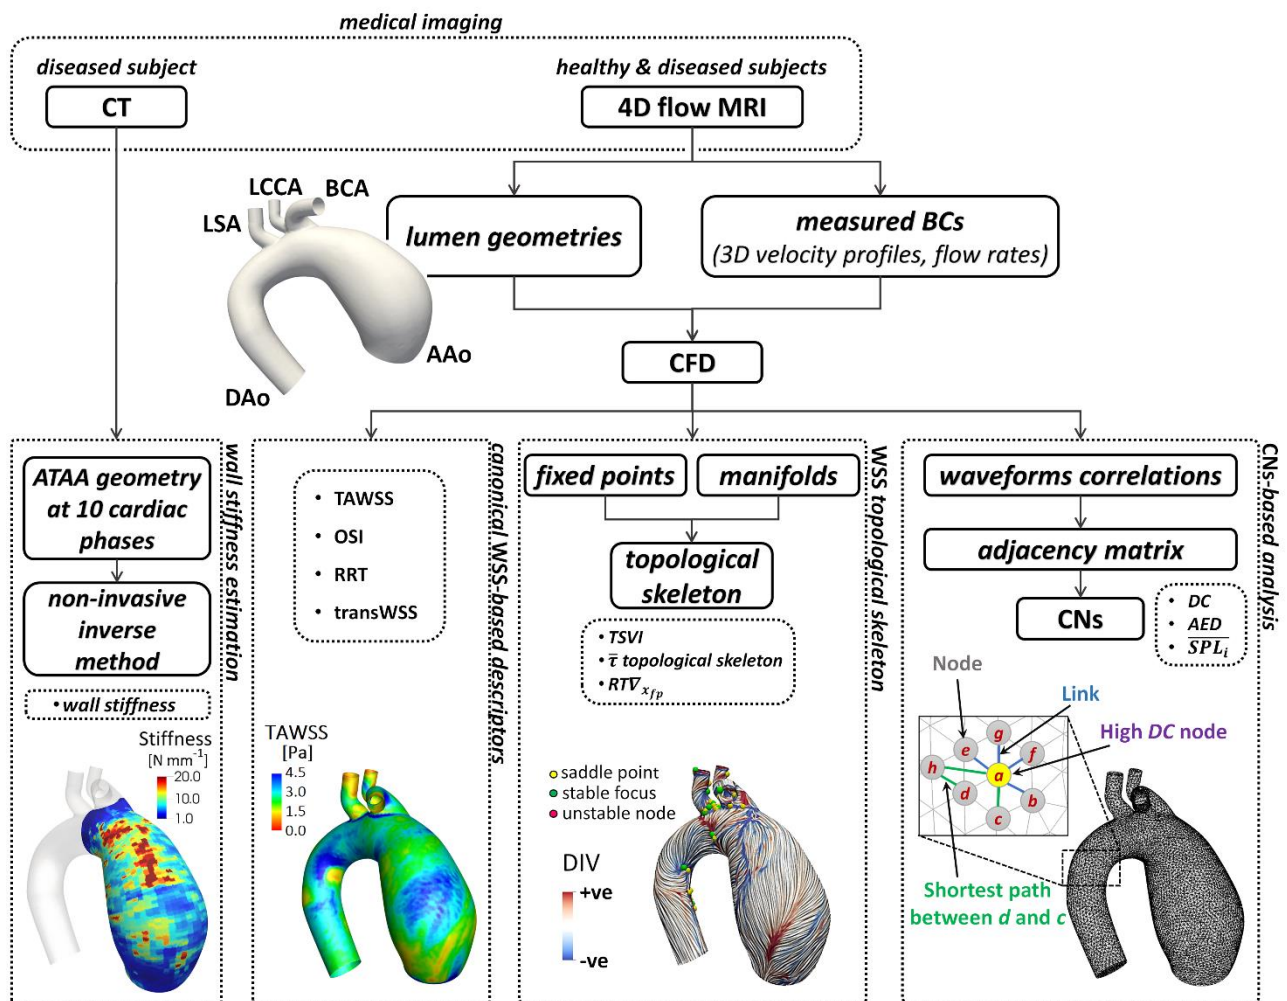 medical imaging
diseased subject
CT
healthy & diseased subjects
4D flow MRI
LCCA
BCA
LSA
AAo
DAo
lumen geometries
measured BCs
(3D velocity profiles, flow rates)
CFD
ATAA geometry
at 10 cardiac
phases
non-invasive
inverse
method
• wall stiffness
wall stiffness estimation
Stiffness
[N mm⁻¹]
20.0
10.0
1.0
• TAWSS
• OSI
• RRT
• transWSS
canonical WSS-based descriptors
TAWSS
[Pa]
4.5
3.0
1.5
0.0
fixed points
manifolds
topological
skeleton
• TSVI
• τ̅ topological skeleton
• RT∇ₓ_fp
WSS topological skeleton
saddle point
stable focus
unstable node
DIV
+ve
-ve
waveforms correlations
adjacency matrix
CNs
• DC
• AED
• S̅P̅L̅ᵢ
CNs-based analysis
Node
Link
High DC node
g
e
f
h
a
d
b
c
Shortest path
between d and c